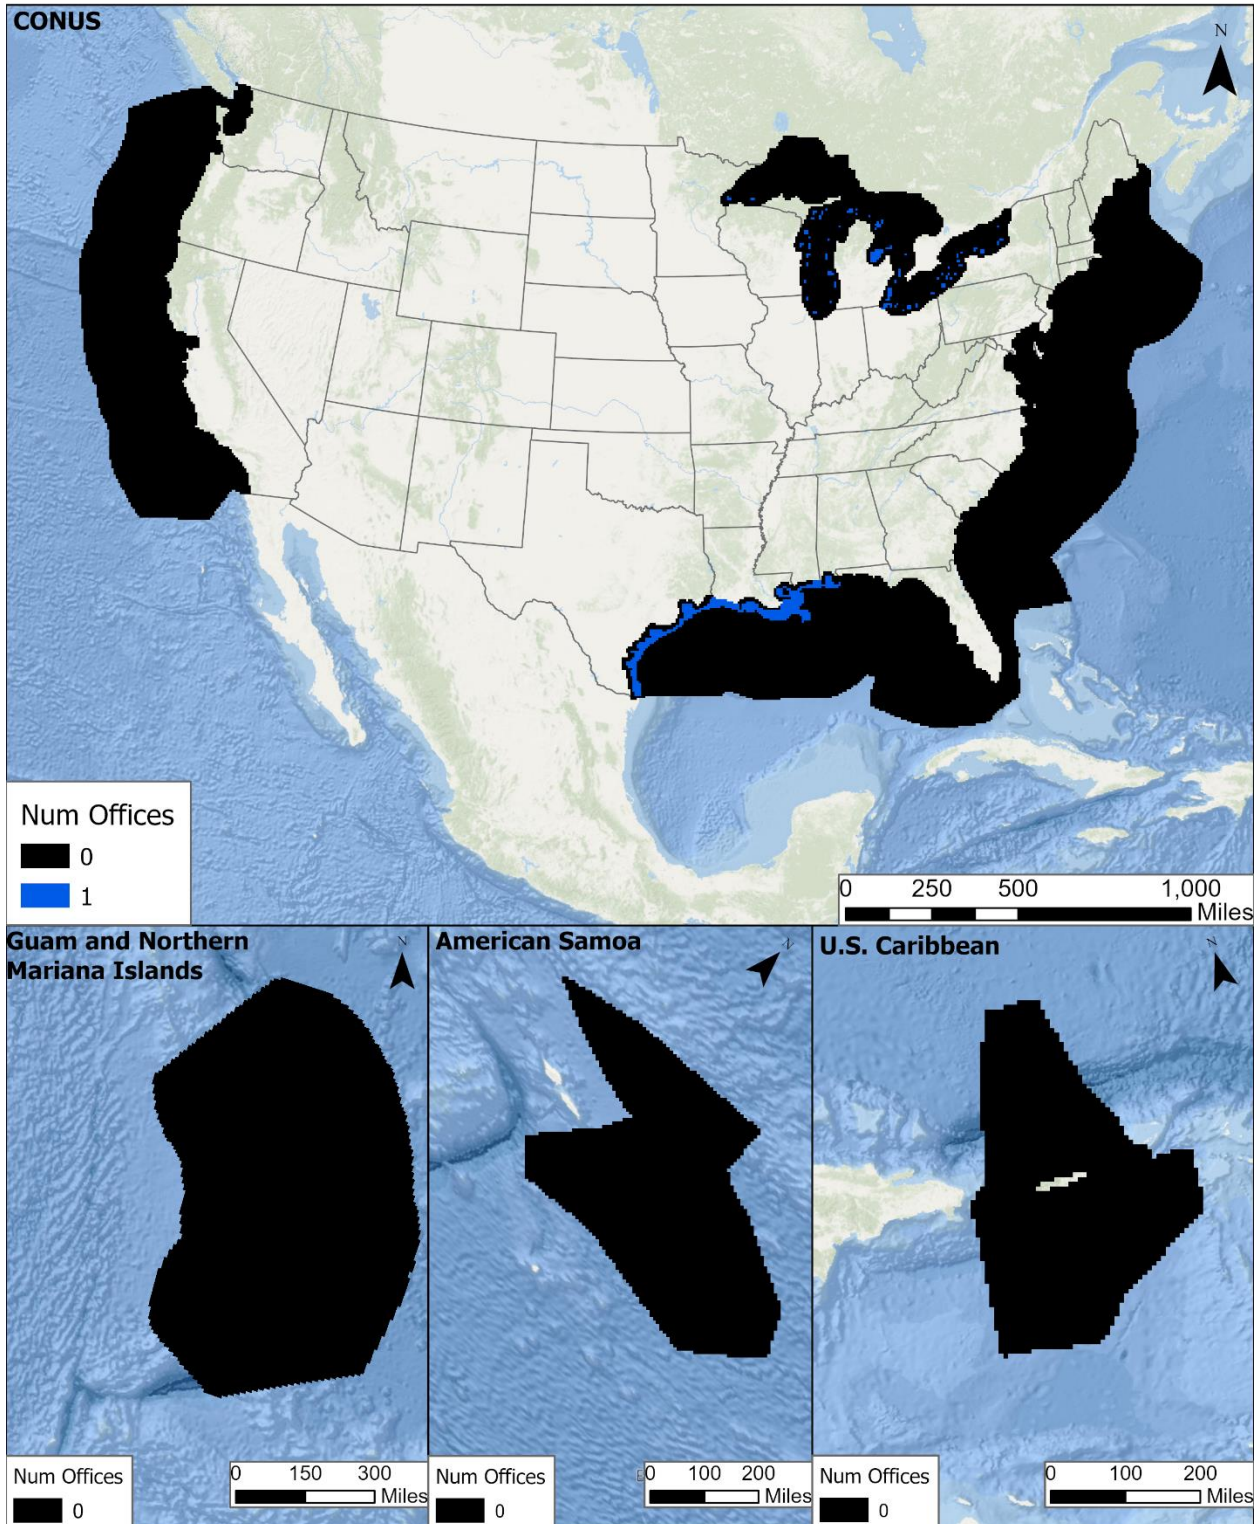 CONUS
N
Num Offices
0
1
0 250 500 1,000
Miles
Guam and Northern
Mariana Islands
N
Num Offices
0
0 150 300
Miles
American Samoa
N
Num Offices
0
0 100 200
Miles
U.S. Caribbean
N
Num Offices
0
0 100 200
Miles